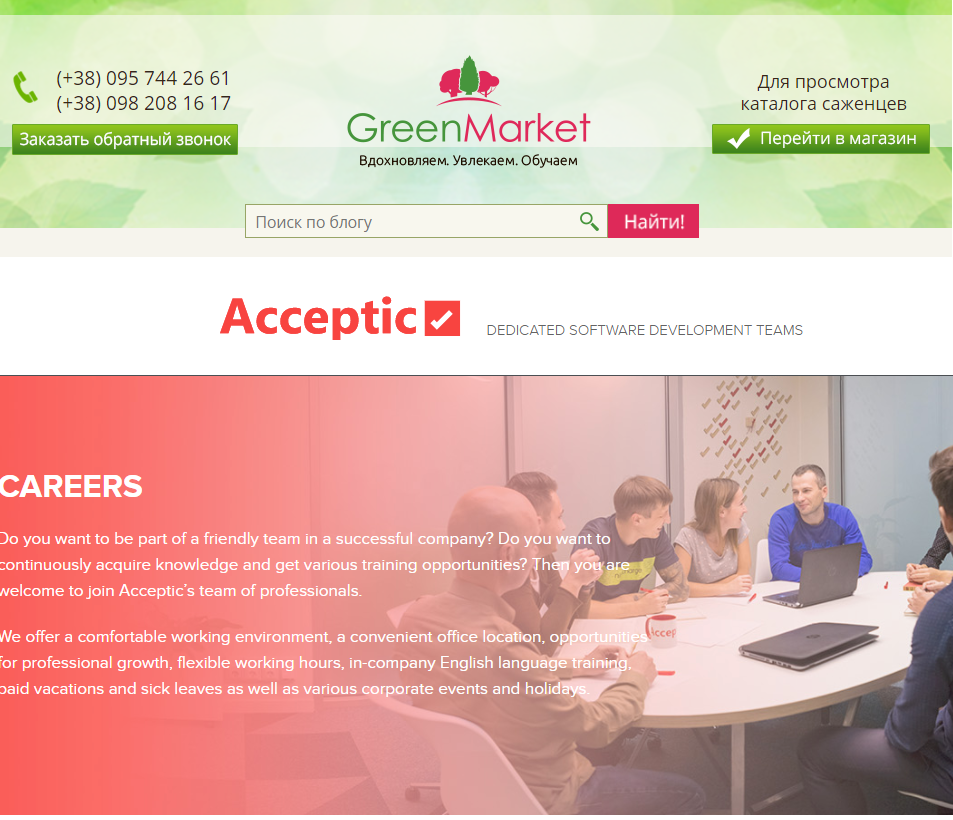 (+38) 095 744 26 61
(+38) 098 208 16 17
Заказать обратный звонок
GreenMarket
Вдохновляем. Увлекаем. Обучаем
Для просмотра
каталога саженцев
Перейти в магазин
Поиск по блогу
Найти!
Acceptic
DEDICATED SOFTWARE DEVELOPMENT TEAMS
CAREERS
Do you want to be part of a friendly team in a successful company? Do you want to
continuously acquire knowledge and get various training opportunities? Then you are
welcome to join Acceptic’s team of professionals.
We offer a comfortable working environment, a convenient office location, opportunities
for professional growth, flexible working hours, in-company English language training,
paid vacations and sick leaves as well as various corporate events and holidays.
Accep